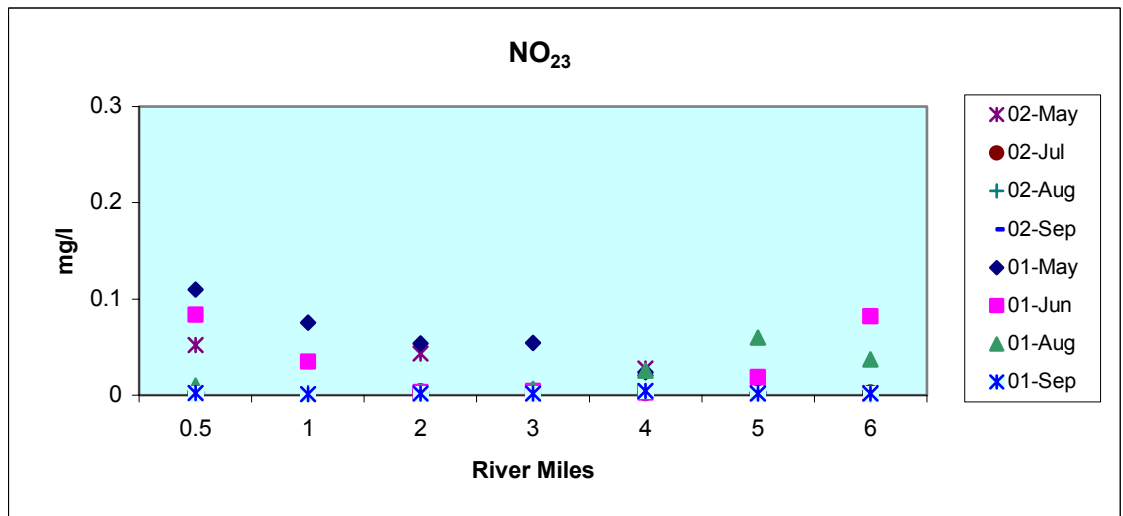 NO₂₃
0.3
0.2
0.1
0
mg/l
0.5 1 2 3 4 5 6
River Miles
02-May
02-Jul
02-Aug
02-Sep
01-May
01-Jun
01-Aug
01-Sep